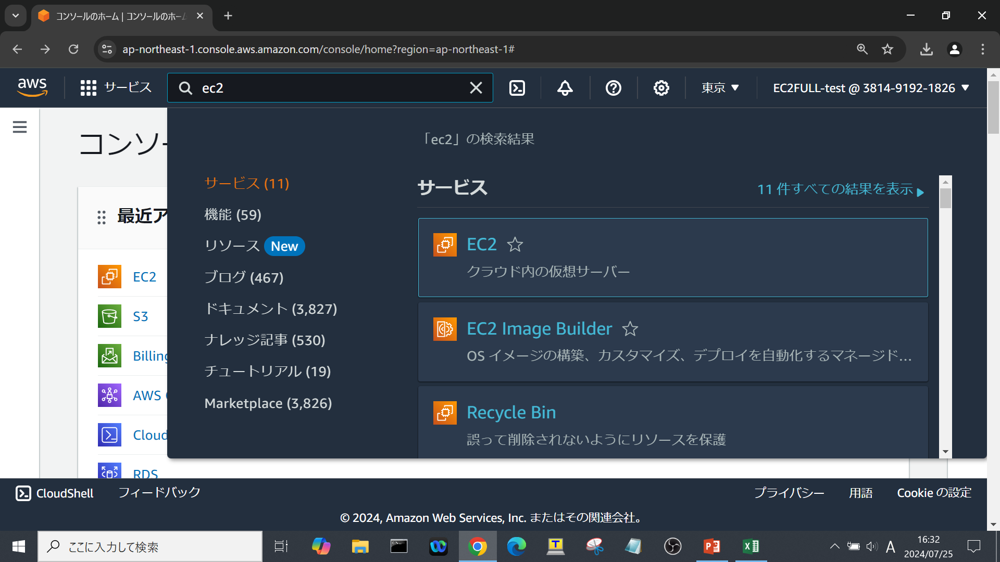 コンソールのホーム | コンソールのホーム
ap-northeast-1.console.aws.amazon.com/console/home?region=ap-northeast-1#
aws
サービス
ec2
東京
EC2FULL-test @ 3814-9192-1826
コンソー
「ec2」の検索結果
サービス (11)
機能 (59)
リソース New
ブログ (467)
ドキュメント (3,827)
ナレッジ記事 (530)
チュートリアル (19)
Marketplace (3,826)
サービス
11 件すべての結果を表示
EC2
クラウド内の仮想サーバー
EC2 Image Builder
OS イメージの構築、カスタマイズ、デプロイを自動化するマネージド…
Recycle Bin
誤って削除されないようにリソースを保護
最近ア
EC2
S3
Billing
AWS
Cloud
RDS
CloudShell
フィードバック
プライバシー
用語
Cookie の設定
© 2024, Amazon Web Services, Inc. またはその関連会社。
ここに入力して検索
A
16:32
2024/07/25